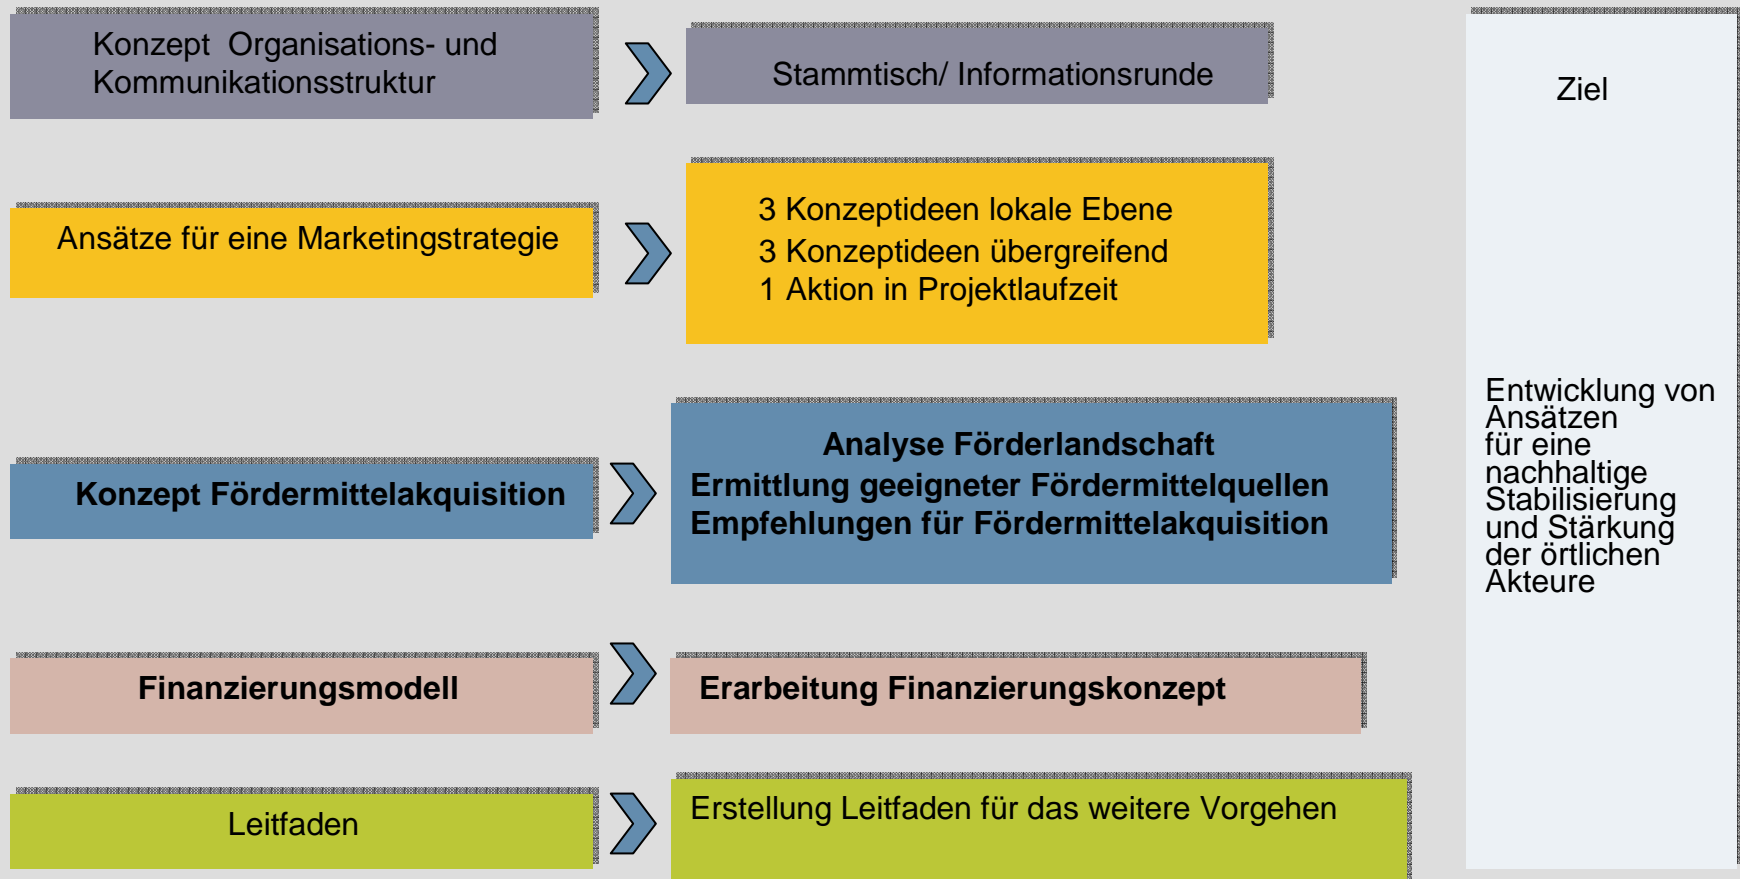 Konzept Organisations- und
Kommunikationsstruktur
Stammtisch/ Informationsrunde
Ansätze für eine Marketingstrategie
3 Konzeptideen lokale Ebene
3 Konzeptideen übergreifend
1 Aktion in Projektlaufzeit
Konzept Fördermittelakquisition
Analyse Förderlandschaft
Ermittlung geeigneter Fördermittelquellen
Empfehlungen für Fördermittelakquisition
Finanzierungsmodell
Erarbeitung Finanzierungskonzept
Leitfaden
Erstellung Leitfaden für das weitere Vorgehen
Ziel
Entwicklung von
Ansätzen
für eine
nachhaltige
Stabilisierung
und Stärkung
der örtlichen
Akteure